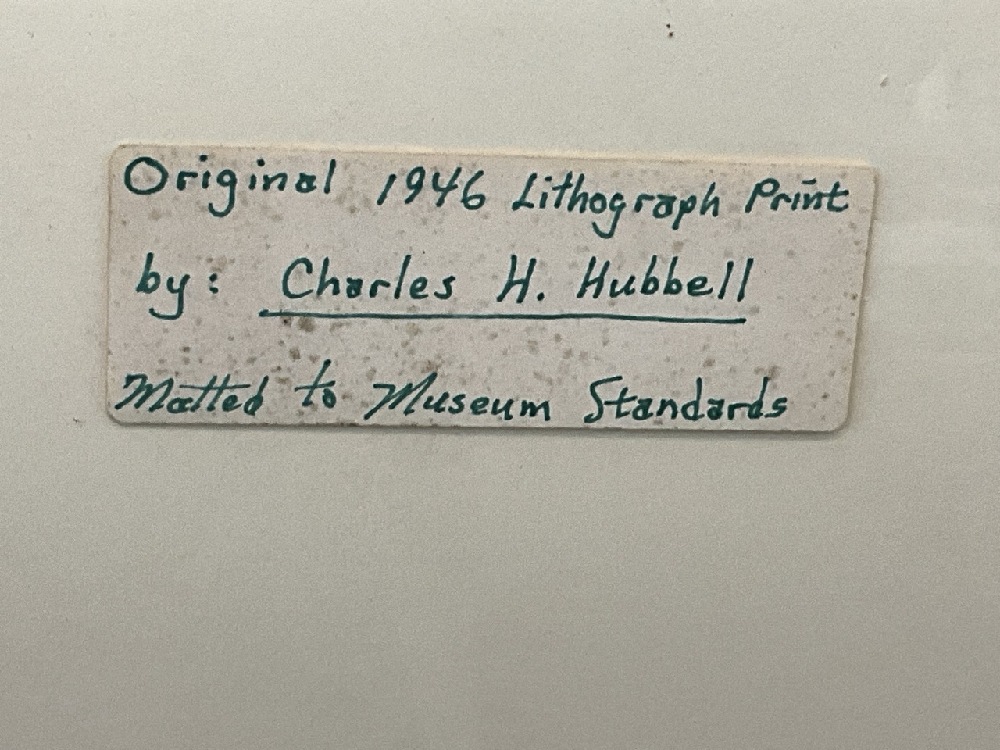 Original 1946 Lithograph Print
by: Charles H. Hubbell
Matted to Museum Standards